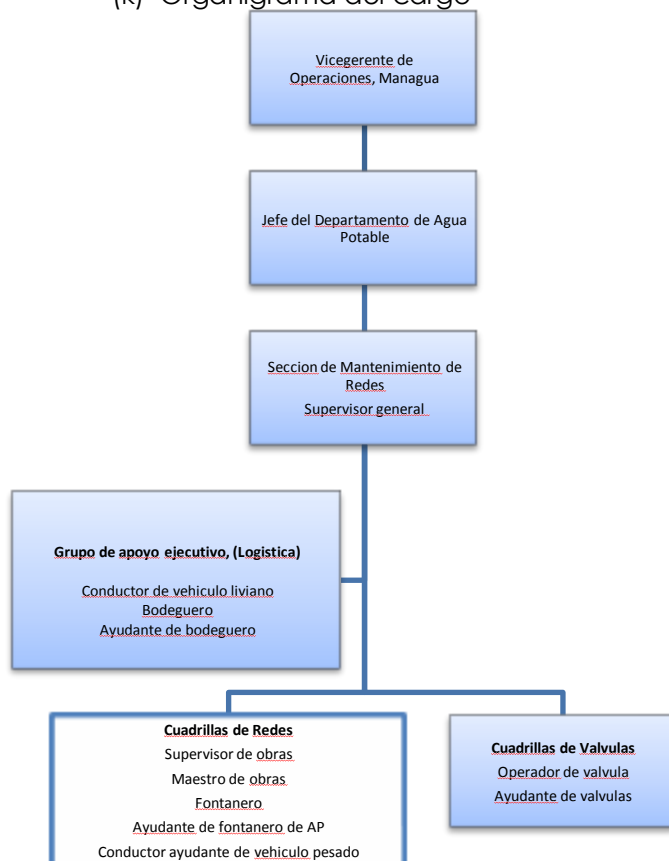 (k) Organigrama del cargo
Vicegerente de
Operaciones, Managua
Jefe del Departamento de Agua
Potable
Seccion de Mantenimiento de
Redes
Supervisor general
Grupo de apoyo ejecutivo, (Logistica)
Conductor de vehiculo liviano
Bodeguero
Ayudante de bodeguero
Cuadrillas de Redes
Supervisor de obras
Maestro de obras
Fontanero
Ayudante de fontanero de AP
Conductor ayudante de vehiculo pesado
Cuadrillas de Valvulas
Operador de valvula
Ayudante de valvulas